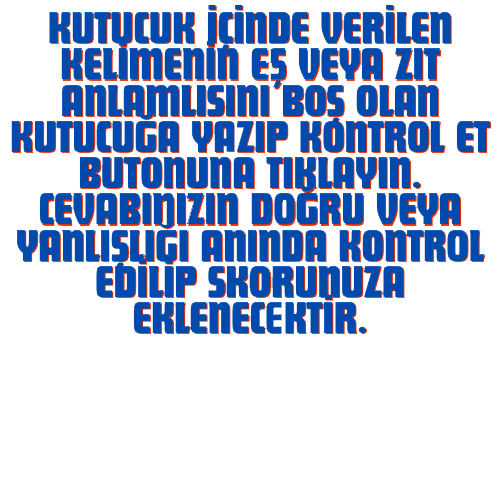 KUTUCUK İÇİNDE VERİLEN
KELİMENİN EŞ VEYA ZIT
ANLAMLISINI BOŞ OLAN
KUTUCUĞA YAZIP KONTROL ET
BUTONUNA TIKLAYIN.
CEVABINIZIN DOĞRU VEYA
YANLIŞLIĞI ANINDA KONTROL
EDİLİP SKORUNUZA
EKLENECEKTİR.